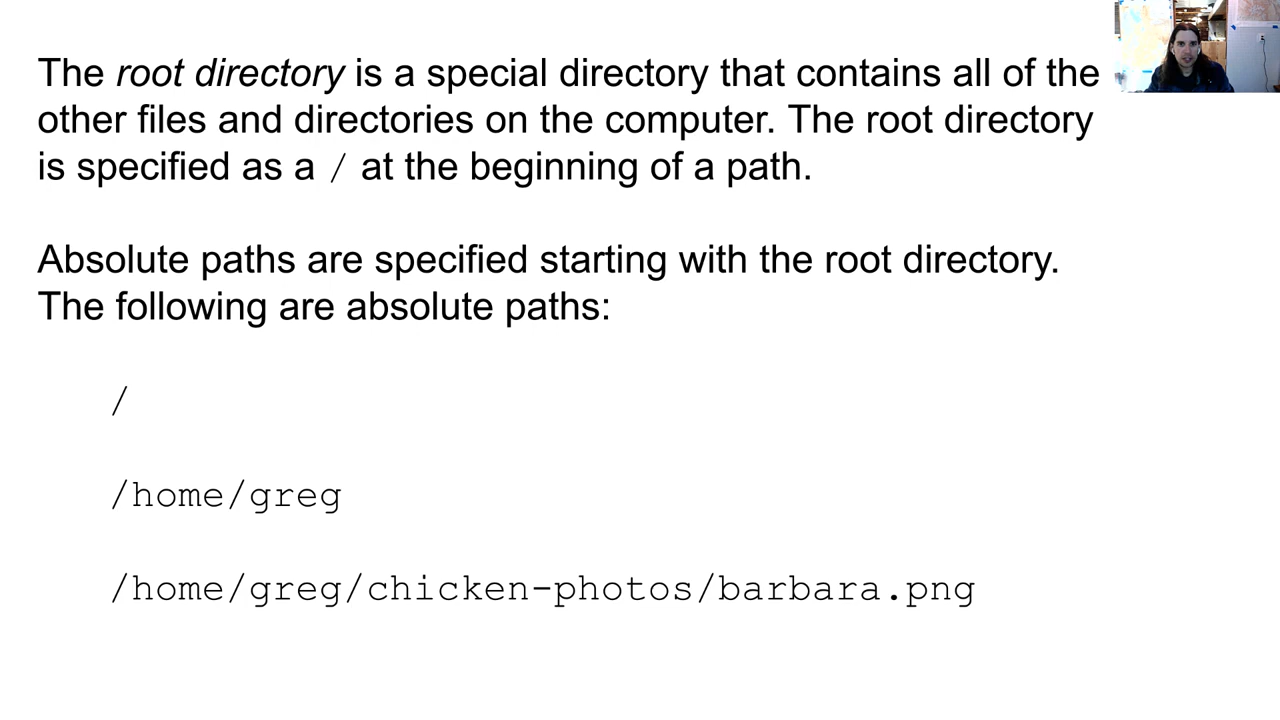 The root directory is a special directory that contains all of the
other files and directories on the computer. The root directory
is specified as a / at the beginning of a path.
Absolute paths are specified starting with the root directory.
The following are absolute paths:
/
/home/greg
/home/greg/chicken-photos/barbara.png